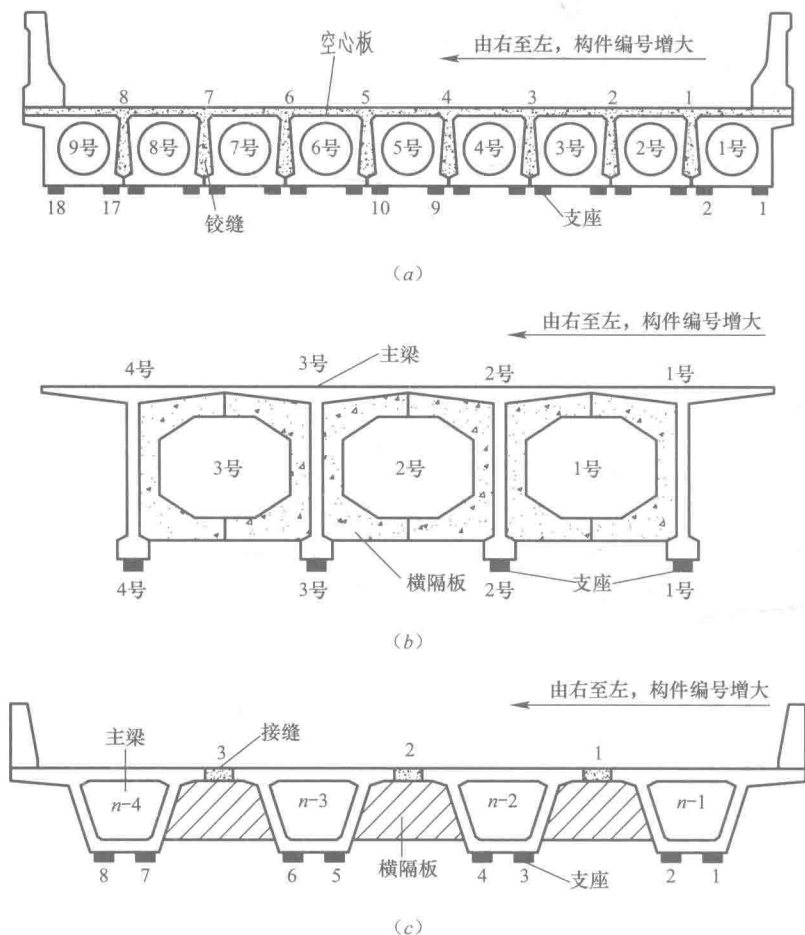 空心板
由右至左，构件编号增大
8 7 6 5 4 3 2 1
9号 8号 7号 6号 5号 4号 3号 2号 1号
18 17 10 9 2 1
铰缝 支座
（a）
由右至左，构件编号增大
4号 3号 主梁 2号 1号
3号 2号 1号
横隔板 支座
4号 3号 2号 1号
（b）
由右至左，构件编号增大
主梁 3 接缝 2 1
n-4 n-3 n-2 n-1
8 7 6 5 横隔板 4 3 支座 2 1
（c）